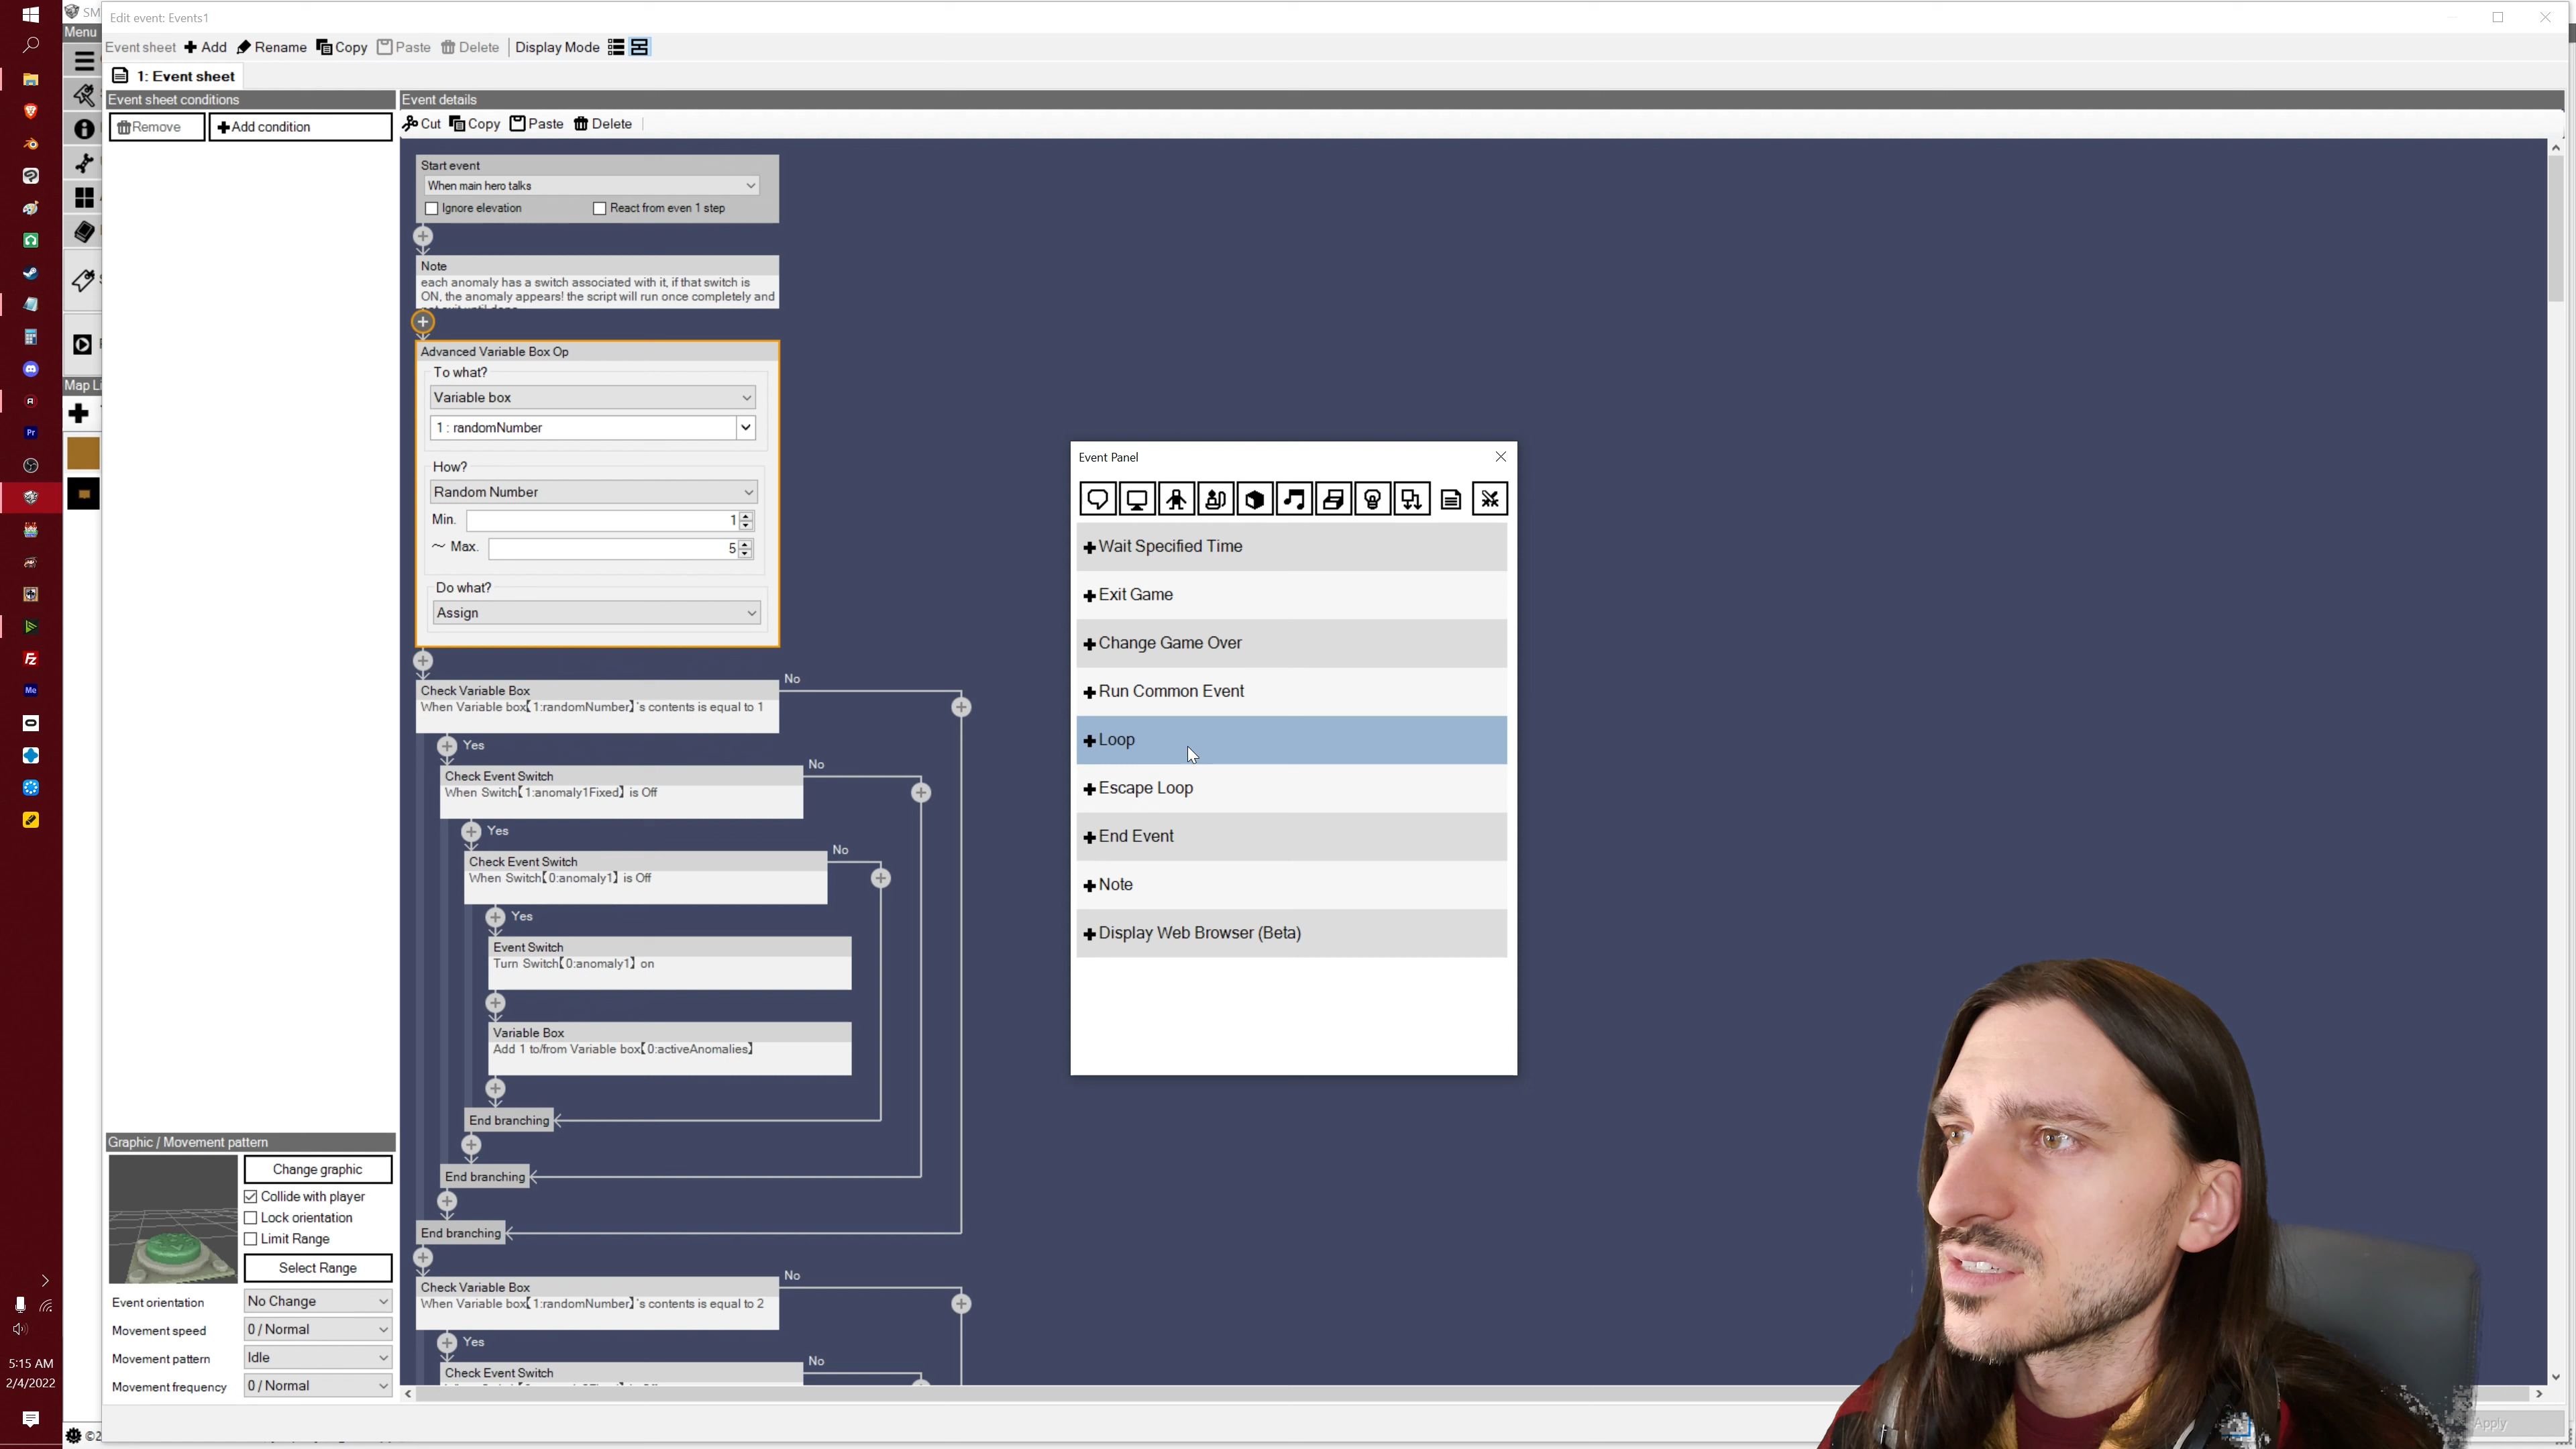 SM
Edit event: Events1
Menu
Event sheet Add Rename Copy Paste Delete Display Mode
1: Event sheet
Event sheet conditions
Event details
Remove
Add condition
Cut Copy Paste Delete
Start event
When main hero talks
Ignore elevation
React from even 1 step
Note
each anomaly has a switch associated with it, if that switch is
ON, the anomaly appears! the script will run once completely and
Advanced Variable Box Op
To what?
Variable box
1 : randomNumber
How?
Random Number
Min. 1
~ Max. 5
Do what?
Assign
Check Variable Box
When Variable box【1:randomNumber】's contents is equal to 1
No
Yes
Check Event Switch
When Switch【1:anomaly1Fixed】 is Off
No
Yes
Check Event Switch
When Switch【0:anomaly1】 is Off
No
Yes
Event Switch
Turn Switch【0:anomaly1】 on
Variable Box
Add 1 to/from Variable box【0:activeAnomalies】
End branching
End branching
End branching
Check Variable Box
When Variable box【1:randomNumber】's contents is equal to 2
No
Yes
Check Event Switch
No
Event Panel
Wait Specified Time
Exit Game
Change Game Over
Run Common Event
Loop
Escape Loop
End Event
Note
Display Web Browser (Beta)
Map Li
Graphic / Movement pattern
Change graphic
Collide with player
Lock orientation
Limit Range
Select Range
Event orientation No Change
Movement speed 0 / Normal
Movement pattern Idle
Movement frequency 0 / Normal
Pr
Fz
Me
5:15 AM
2/4/2022
©2
Apply